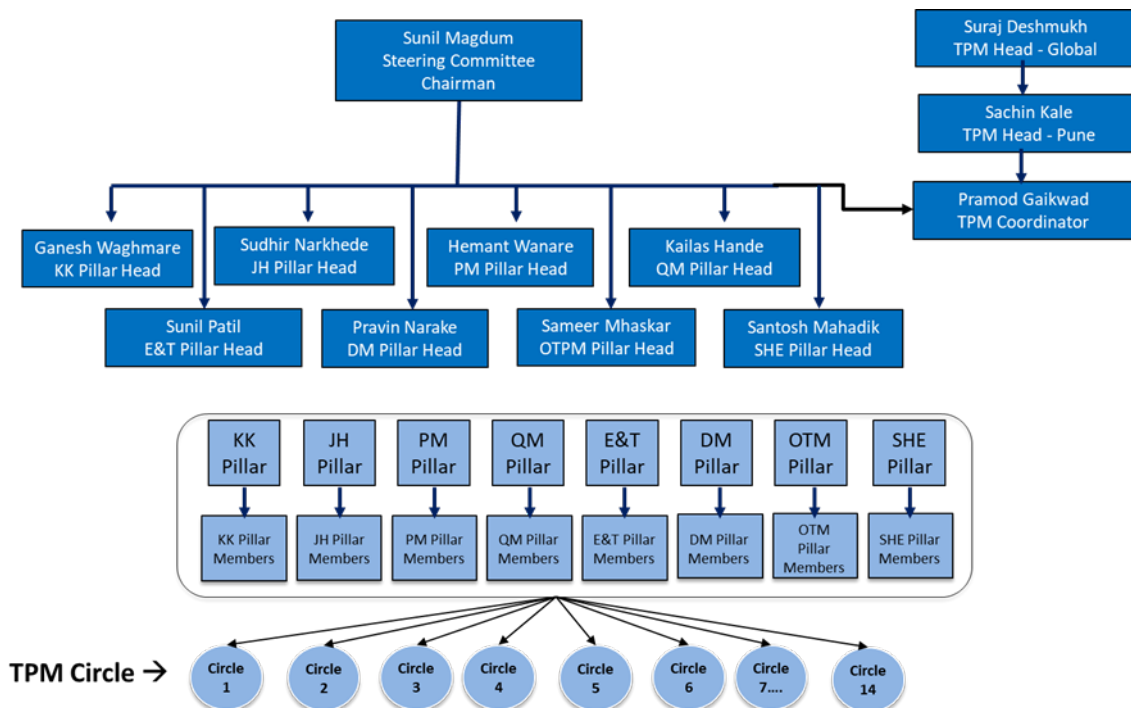 Sunil Magdum
Steering Committee
Chairman
Suraj Deshmukh
TPM Head - Global
Sachin Kale
TPM Head - Pune
Pramod Gaikwad
TPM Coordinator
Ganesh Waghmare
KK Pillar Head
Sudhir Narkhede
JH Pillar Head
Hemant Wanare
PM Pillar Head
Kailas Hande
QM Pillar Head
Sunil Patil
E&T Pillar Head
Pravin Narake
DM Pillar Head
Sameer Mhaskar
OTPM Pillar Head
Santosh Mahadik
SHE Pillar Head
KK
Pillar
JH
Pillar
PM
Pillar
QM
Pillar
E&T
Pillar
DM
Pillar
OTM
Pillar
SHE
Pillar
KK Pillar
Members
JH Pillar
Members
PM Pillar
Members
QM Pillar
Members
E&T Pillar
Members
DM Pillar
Members
OTM
Pillar
Members
SHE Pillar
Members
TPM Circle →
Circle
1
Circle
2
Circle
3
Circle
4
Circle
5
Circle
6
Circle
7....
Circle
14